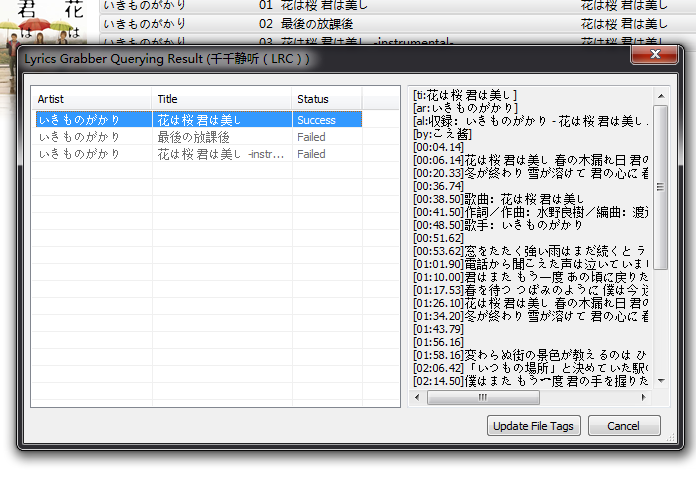 君 花
は は
いきものがかり 01 花は桜 君は美し 花は桜 君は美し
いきものがかり 02 最後の放課後 花は桜 君は美し
いきものがかり 03 花は桜 君は美し -instrumental- 花は桜 君は美し
Lyrics Grabber Querying Result (千千静听 ( LRC ) )
Artist Title Status
いきものがかり 花は桜 君は美し Success
いきものがかり 最後の放課後 Failed
いきものがかり 花は桜 君は美し -instr... Failed
[ti:花は桜 君は美し]
[ar:いきものがかり]
[al:収録：いきものがかり - 花は桜 君は美し
[by:こえ酱]
[00:04.14]
[00:06.14]花は桜 君は美し 春の木漏れ日 君の
[00:20.33]冬が終わり 雪が溶けて 君の心に 春
[00:36.74]
[00:38.50]歌曲：花は桜 君は美し
[00:41.50]作詞／作曲：水野良樹／編曲：渡辺
[00:48.50]歌手：いきものがかり
[00:51.62]
[00:53.62]窓をたたく強い雨はまだ続くと ラ
[01:01.90]電話から聞こえた声は泣いていまし
[01:10.00]君はまた もう一度 あの頃に戻りた
[01:17.53]春を待つ つぼみのように 僕は今
[01:26.10]花は桜 君は美し 春の木漏れ日 君の
[01:34.20]冬が終わり 雪が溶けて 君の心に 春
[01:43.79]
[01:56.16]
[01:58.16]変わらぬ街の景色が教えるのは ひ
[02:06.42]「いつもの場所」と決めていた駅の
[02:14.50]僕はまた もう一度 君の手を握りた
Update File Tags Cancel